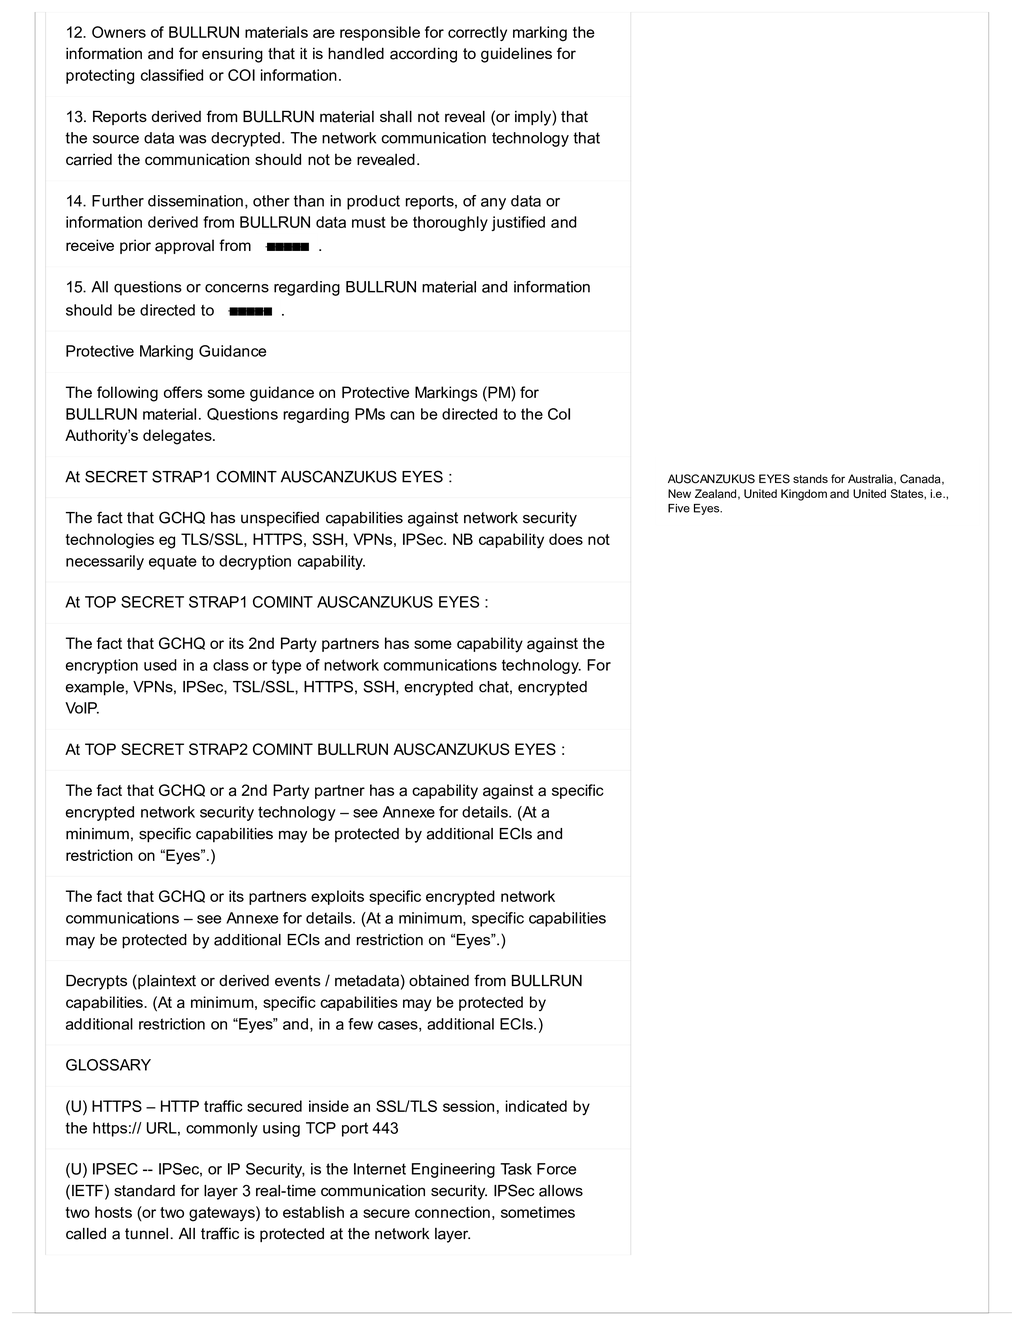 12. Owners of BULLRUN materials are responsible for correctly marking the
information and for ensuring that it is handled according to guidelines for
protecting classified or COI information.
13. Reports derived from BULLRUN material shall not reveal (or imply) that
the source data was decrypted. The network communication technology that
carried the communication should not be revealed.
14. Further dissemination, other than in product reports, of any data or
information derived from BULLRUN data must be thoroughly justified and
receive prior approval from ■■■■■ .
15. All questions or concerns regarding BULLRUN material and information
should be directed to ■■■■■ .
Protective Marking Guidance
The following offers some guidance on Protective Markings (PM) for
BULLRUN material. Questions regarding PMs can be directed to the CoI
Authority’s delegates.
At SECRET STRAP1 COMINT AUSCANZUKUS EYES :
The fact that GCHQ has unspecified capabilities against network security
technologies eg TLS/SSL, HTTPS, SSH, VPNs, IPSec. NB capability does not
necessarily equate to decryption capability.
At TOP SECRET STRAP1 COMINT AUSCANZUKUS EYES :
The fact that GCHQ or its 2nd Party partners has some capability against the
encryption used in a class or type of network communications technology. For
example, VPNs, IPSec, TSL/SSL, HTTPS, SSH, encrypted chat, encrypted
VoIP.
At TOP SECRET STRAP2 COMINT BULLRUN AUSCANZUKUS EYES :
The fact that GCHQ or a 2nd Party partner has a capability against a specific
encrypted network security technology – see Annexe for details. (At a
minimum, specific capabilities may be protected by additional ECIs and
restriction on “Eyes”.)
The fact that GCHQ or its partners exploits specific encrypted network
communications – see Annexe for details. (At a minimum, specific capabilities
may be protected by additional ECIs and restriction on “Eyes”.)
Decrypts (plaintext or derived events / metadata) obtained from BULLRUN
capabilities. (At a minimum, specific capabilities may be protected by
additional restriction on “Eyes” and, in a few cases, additional ECIs.)
GLOSSARY
(U) HTTPS – HTTP traffic secured inside an SSL/TLS session, indicated by
the https:// URL, commonly using TCP port 443
(U) IPSEC -- IPSec, or IP Security, is the Internet Engineering Task Force
(IETF) standard for layer 3 real-time communication security. IPSec allows
two hosts (or two gateways) to establish a secure connection, sometimes
called a tunnel. All traffic is protected at the network layer.
AUSCANZUKUS EYES stands for Australia, Canada,
New Zealand, United Kingdom and United States, i.e.,
Five Eyes.